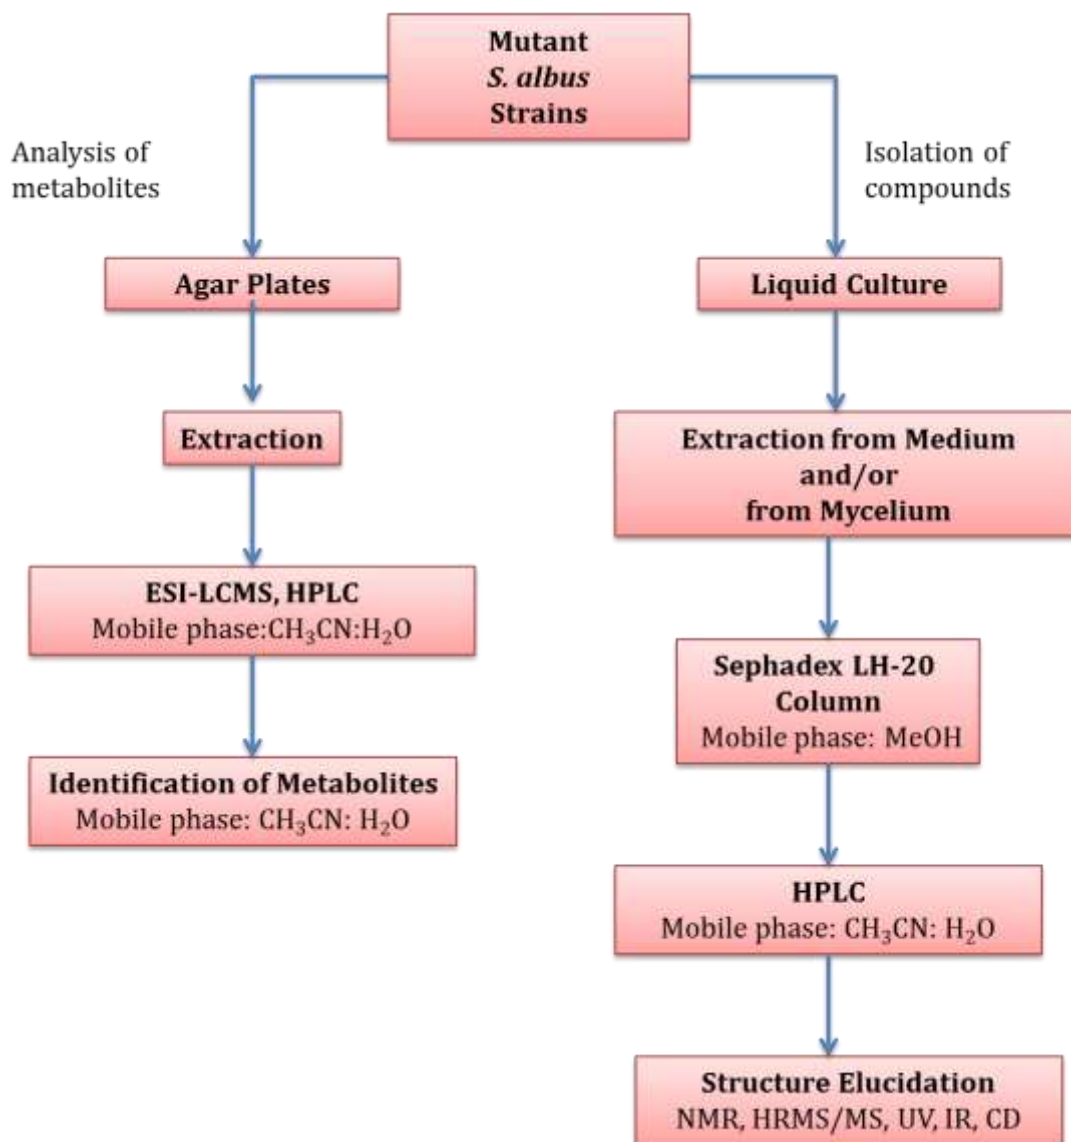 Mutant
S. albus
Strains
Analysis of
metabolites
Isolation of
compounds
Agar Plates
Liquid Culture
Extraction
Extraction from Medium
and/or
from Mycelium
ESI-LCMS, HPLC
Mobile phase:CH₃CN:H₂O
Sephadex LH-20
Column
Mobile phase: MeOH
Identification of Metabolites
Mobile phase: CH₃CN: H₂O
HPLC
Mobile phase: CH₃CN: H₂O
Structure Elucidation
NMR, HRMS/MS, UV, IR, CD